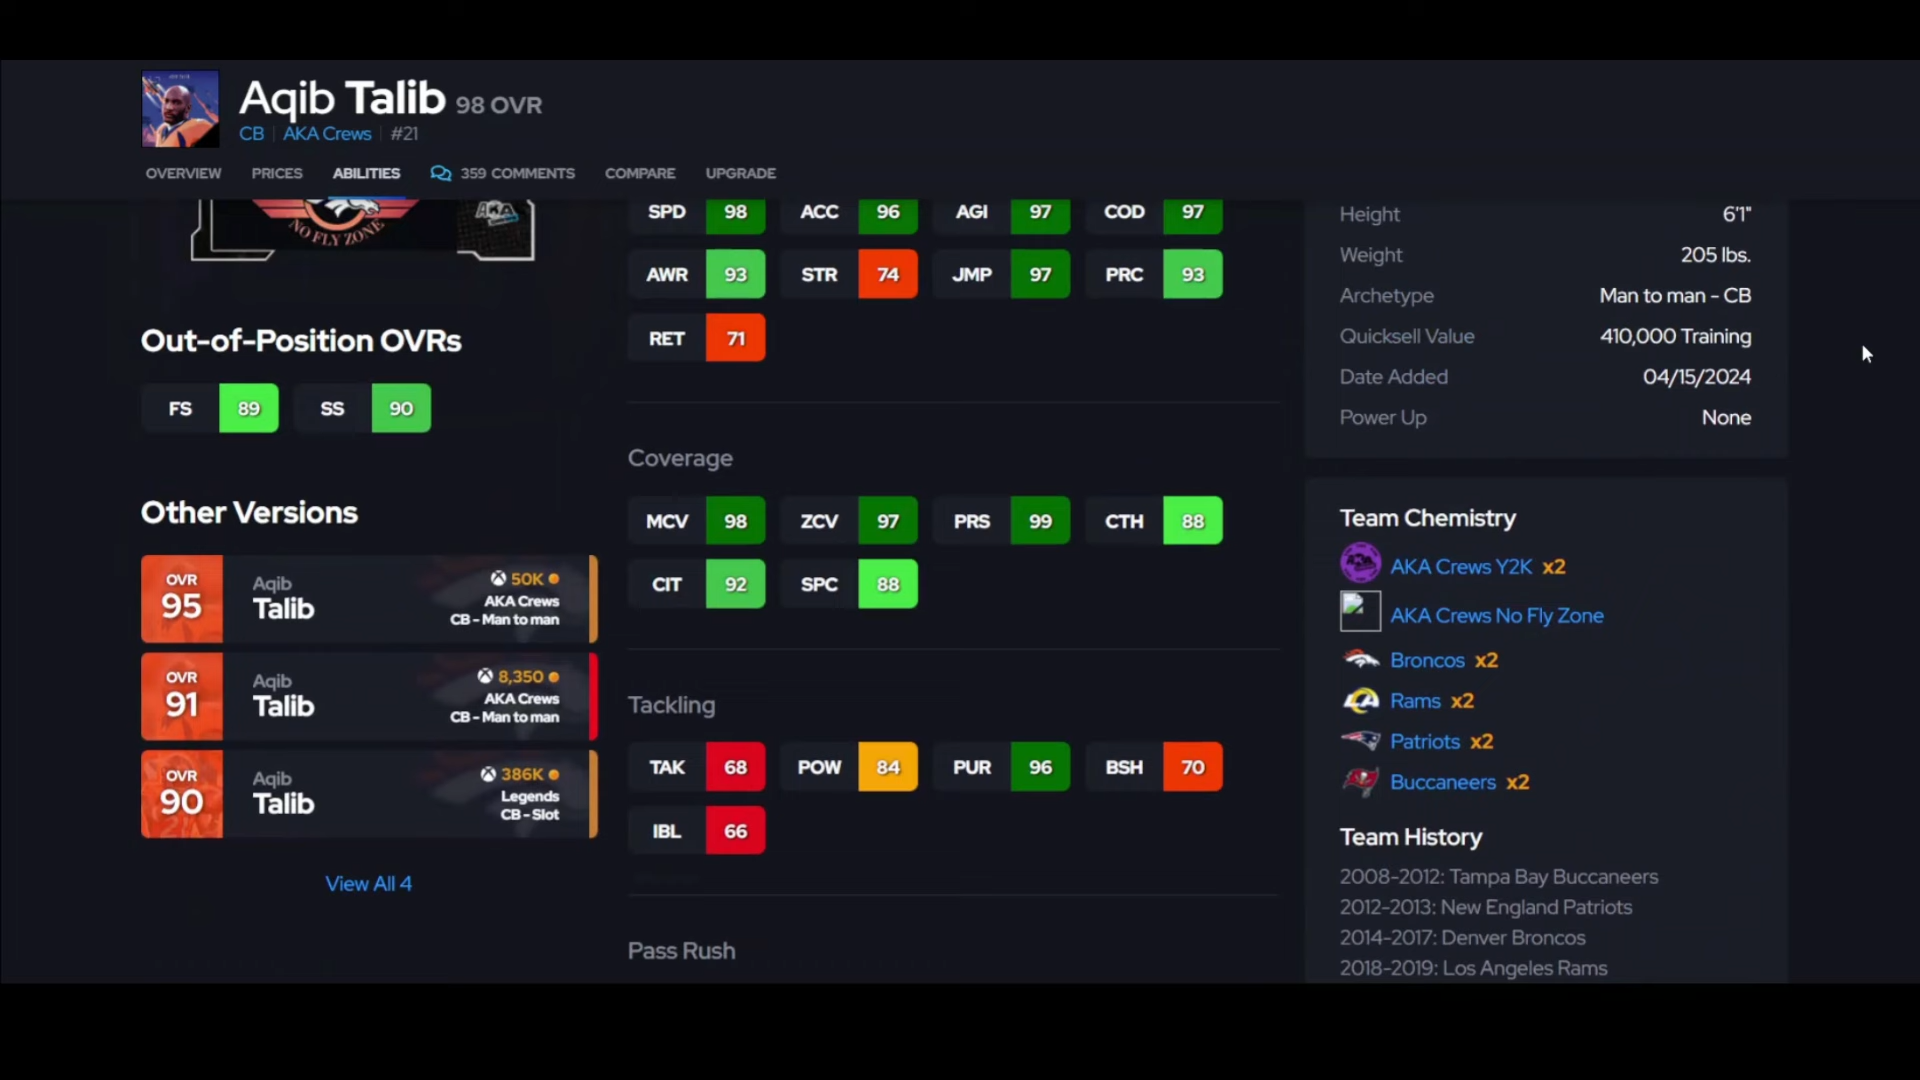 Aqib Talib 98 OVR
CB | AKA Crews | #21
OVERVIEW PRICES ABILITIES 359 COMMENTS COMPARE UPGRADE
NO FLY ZONE
AKA
Out-of-Position OVRs
FS 89 SS 90
Other Versions
OVR
95
Aqib
Talib
50K
AKA Crews
CB - Man to man
OVR
91
Aqib
Talib
8,350
AKA Crews
CB - Man to man
OVR
90
Aqib
Talib
386K
Legends
CB - Slot
View All 4
SPD 98 ACC 96 AGI 97 COD 97
AWR 93 STR 74 JMP 97 PRC 93
RET 71
Coverage
MCV 98 ZCV 97 PRS 99 CTH 88
CIT 92 SPC 88
Tackling
TAK 68 POW 84 PUR 96 BSH 70
IBL 66
Pass Rush
Height 6'1"
Weight 205 lbs.
Archetype Man to man - CB
Quicksell Value 410,000 Training
Date Added 04/15/2024
Power Up None
Team Chemistry
AKA Crews Y2K x2
AKA Crews No Fly Zone
Broncos x2
Rams x2
Patriots x2
Buccaneers x2
Team History
2008-2012: Tampa Bay Buccaneers
2012-2013: New England Patriots
2014-2017: Denver Broncos
2018-2019: Los Angeles Rams